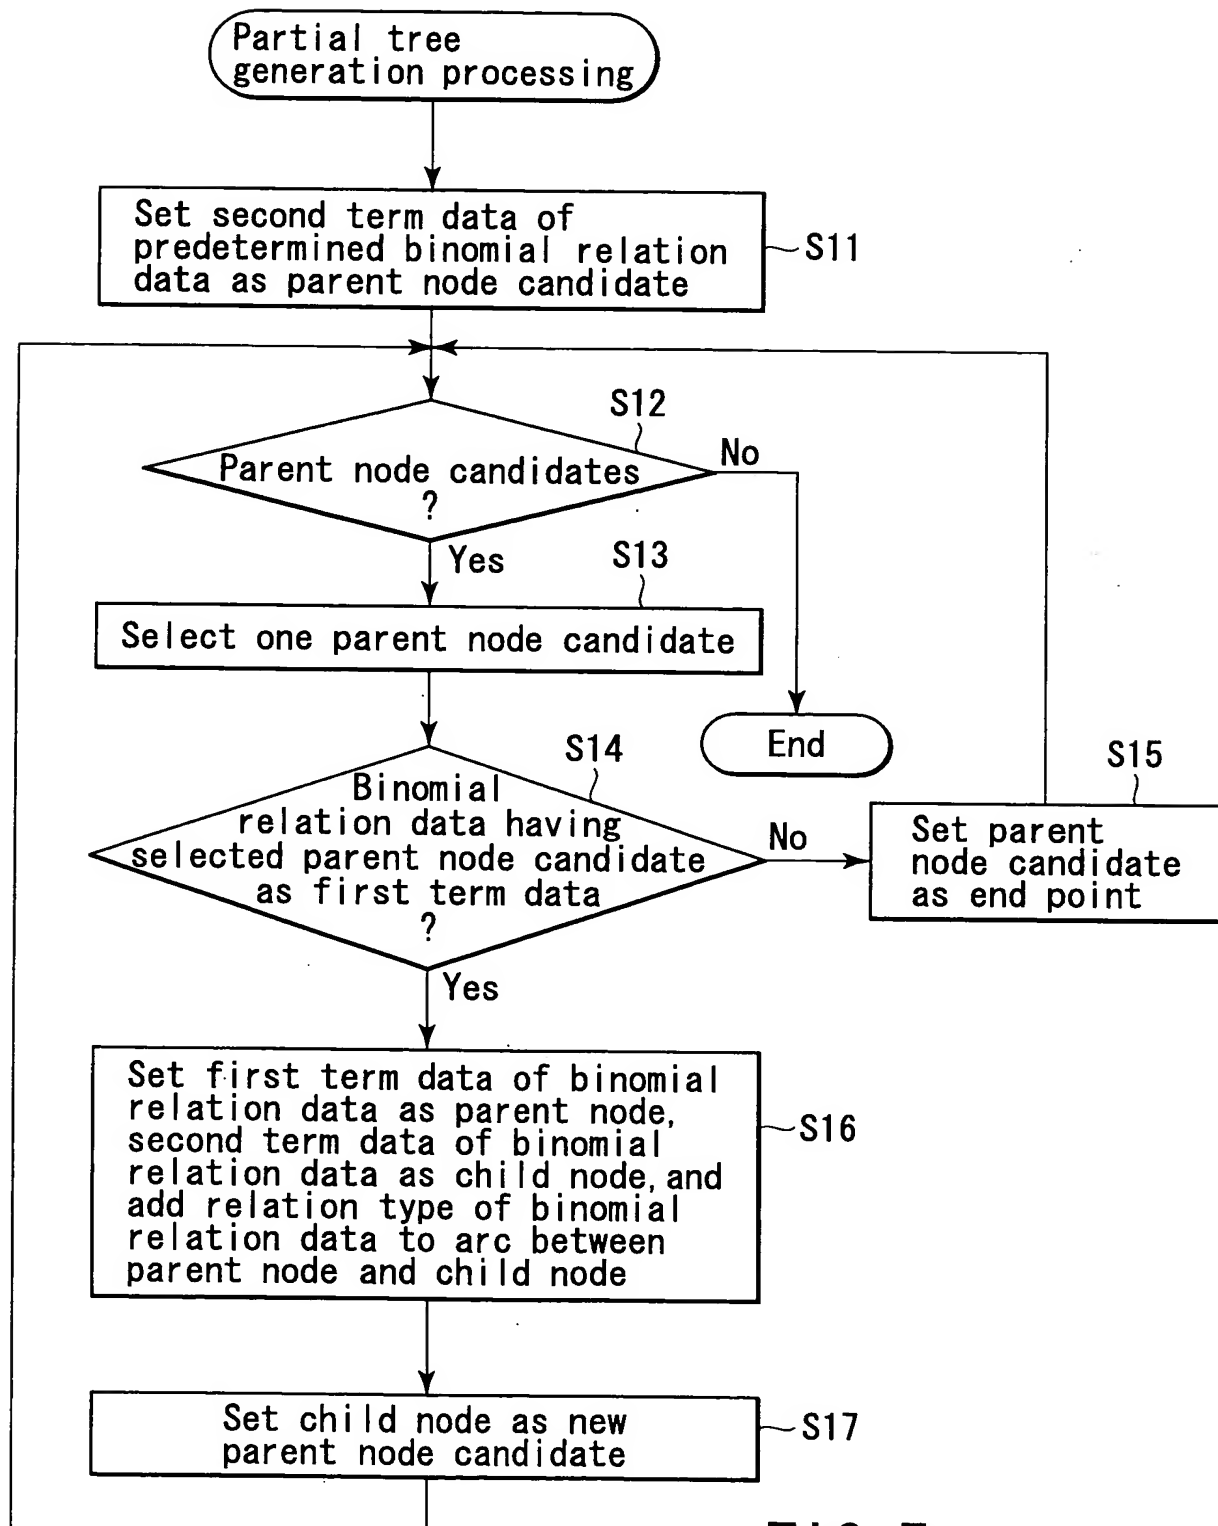 Partial tree
generation processing
Set second term data of
predetermined binomial relation
data as parent node candidate
S11
S12
Parent node candidates
?
No
Yes
S13
Select one parent node candidate
End
S14
Binomial
relation data having
selected parent node candidate
as first term data
?
No
S15
Set parent
node candidate
as end point
Yes
Set first term data of binomial
relation data as parent node,
second term data of binomial
relation data as child node, and
add relation type of binomial
relation data to arc between
parent node and child node
S16
Set child node as new
parent node candidate
S17